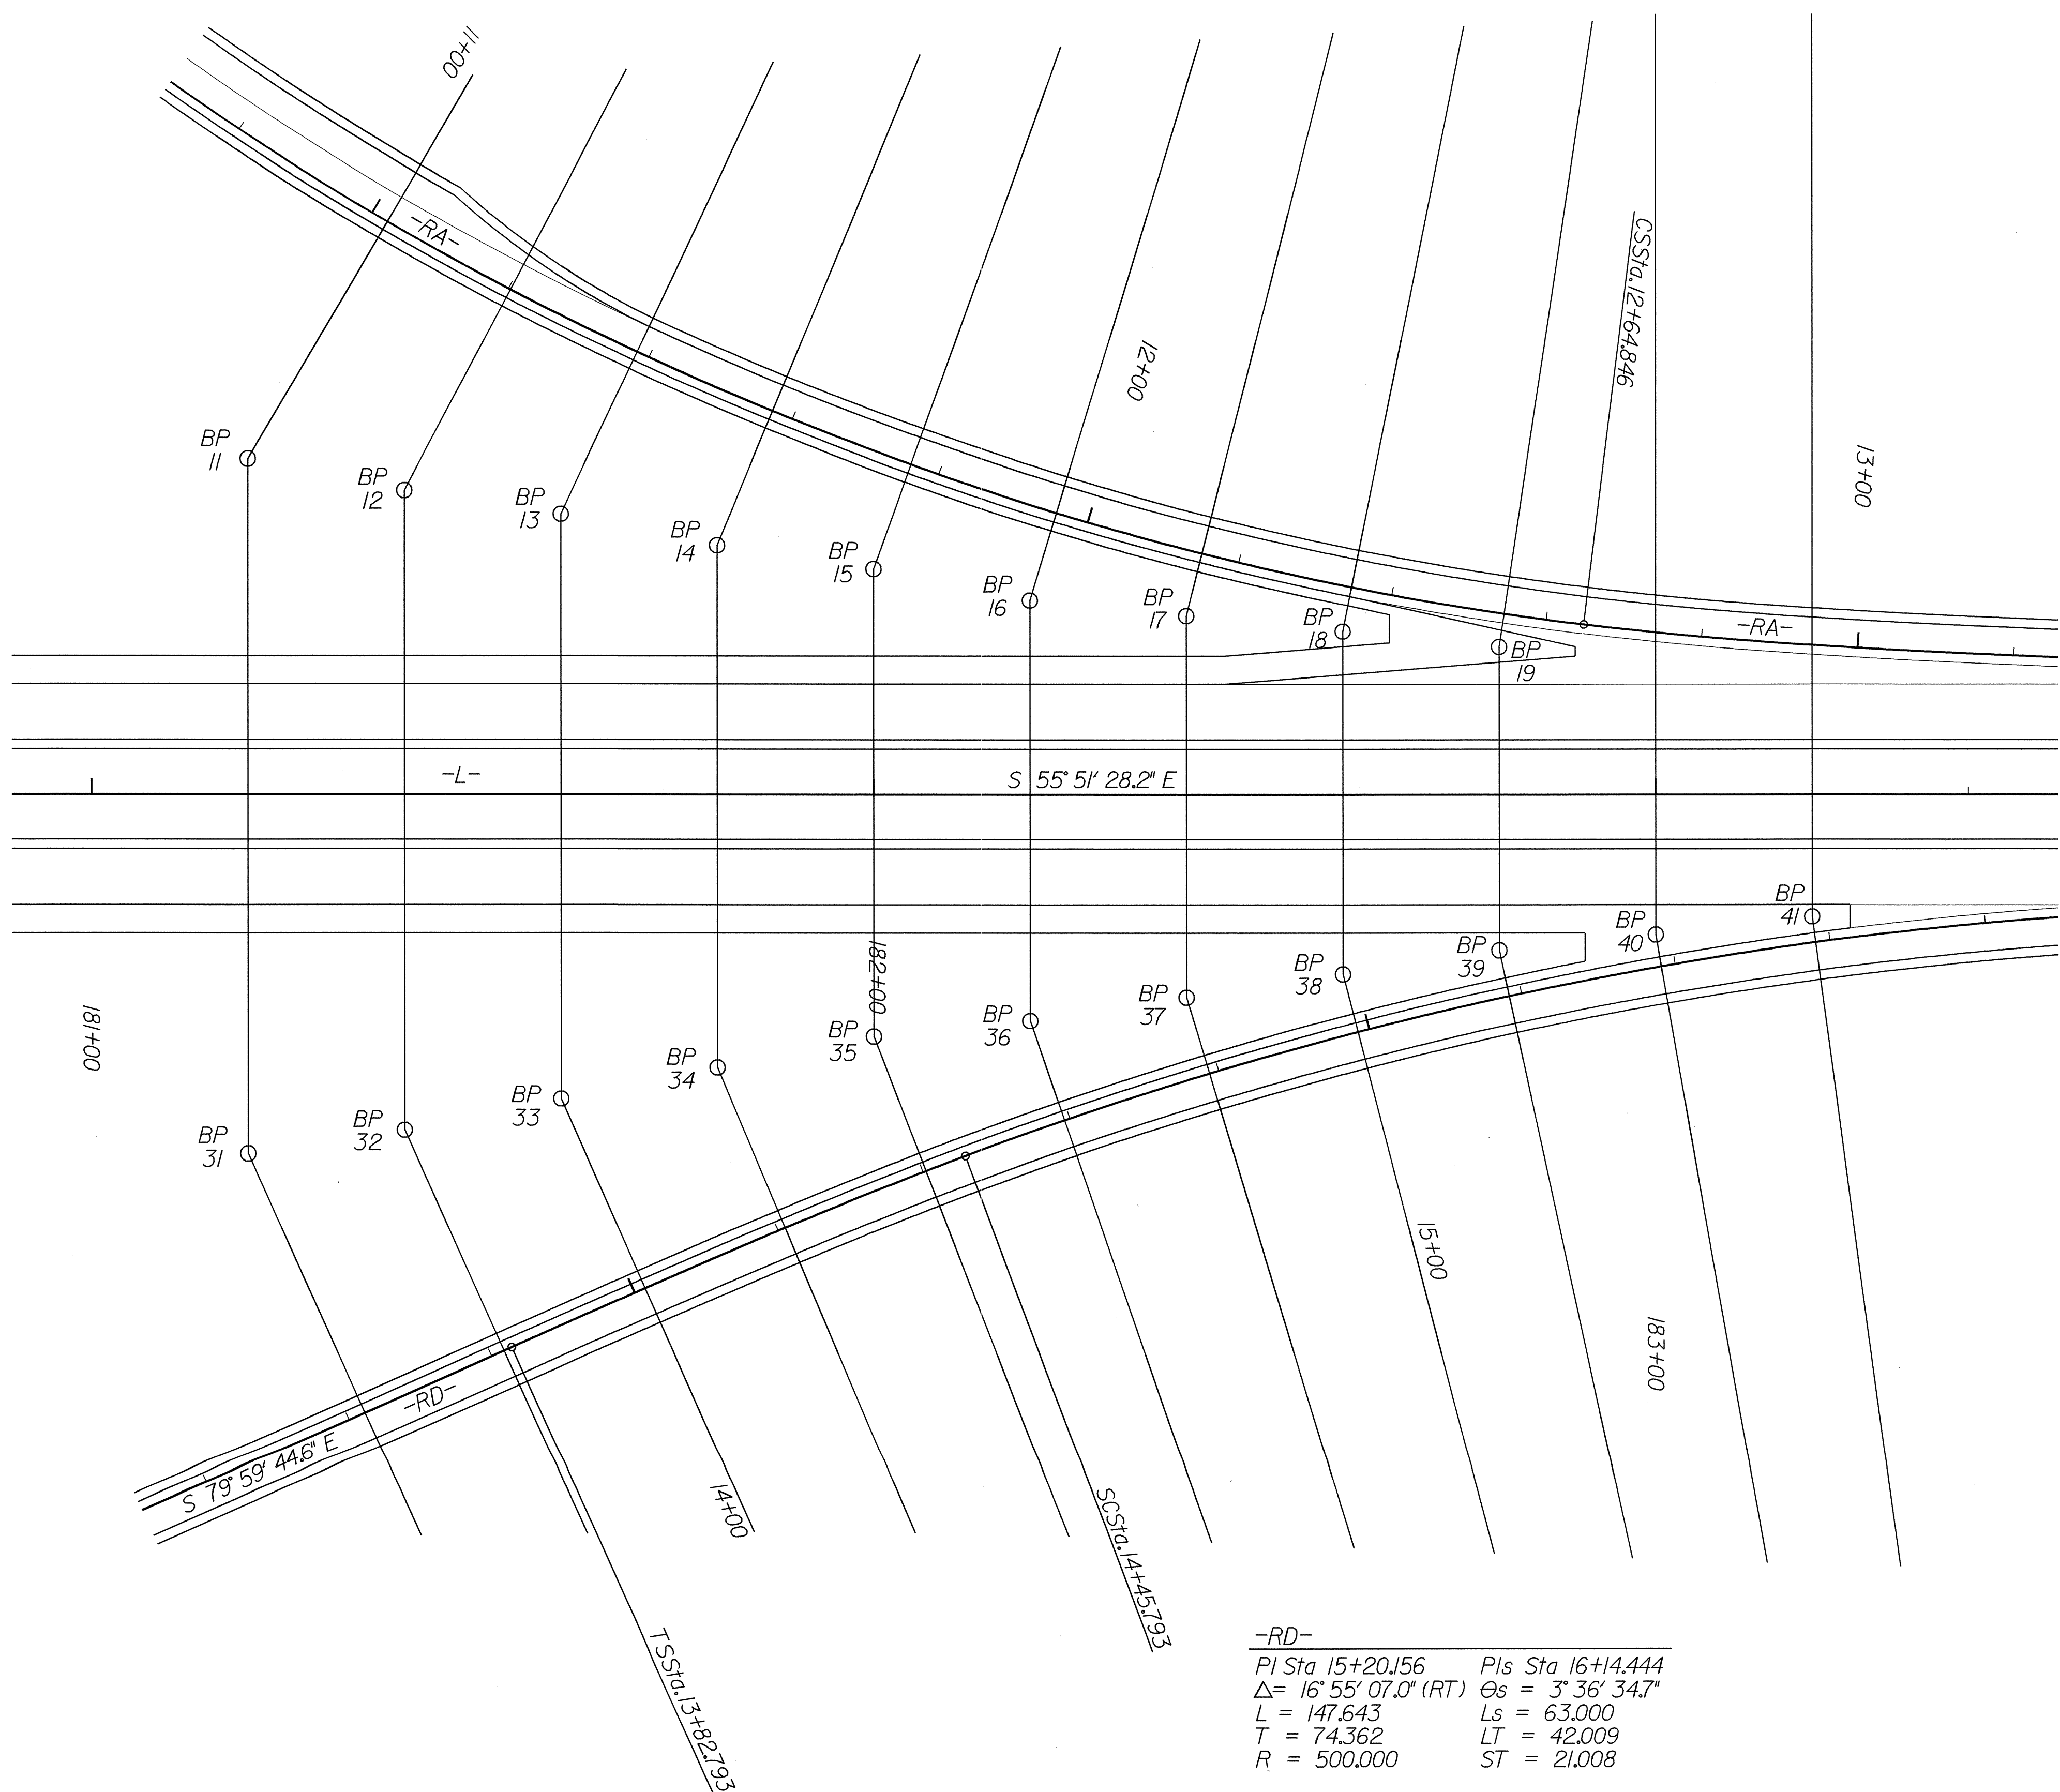 11+00
-RA-
CSSta.12+64.846
12+00
13+00
BP
11
BP
12
BP
13
BP
14
BP
15
BP
16
BP
17
BP
18
BP
19
-RA-
-L-
S 55° 51' 28.2" E
BP
41
BP
40
BP
39
BP
38
BP
37
BP
36
182+00
BP
35
BP
34
BP
33
BP
32
BP
31
181+00
15+00
183+00
-RD-
S 79° 59' 44.6" E
14+00
SCSta.14+45.793
TSSta.13+82.793
-RD-
PI Sta 15+20.156 PIs Sta 16+14.444
Δ= 16° 55' 07.0" (RT) Θs = 3° 36' 34.7"
L = 147.643 Ls = 63.000
T = 74.362 LT = 42.009
R = 500.000 ST = 21.008